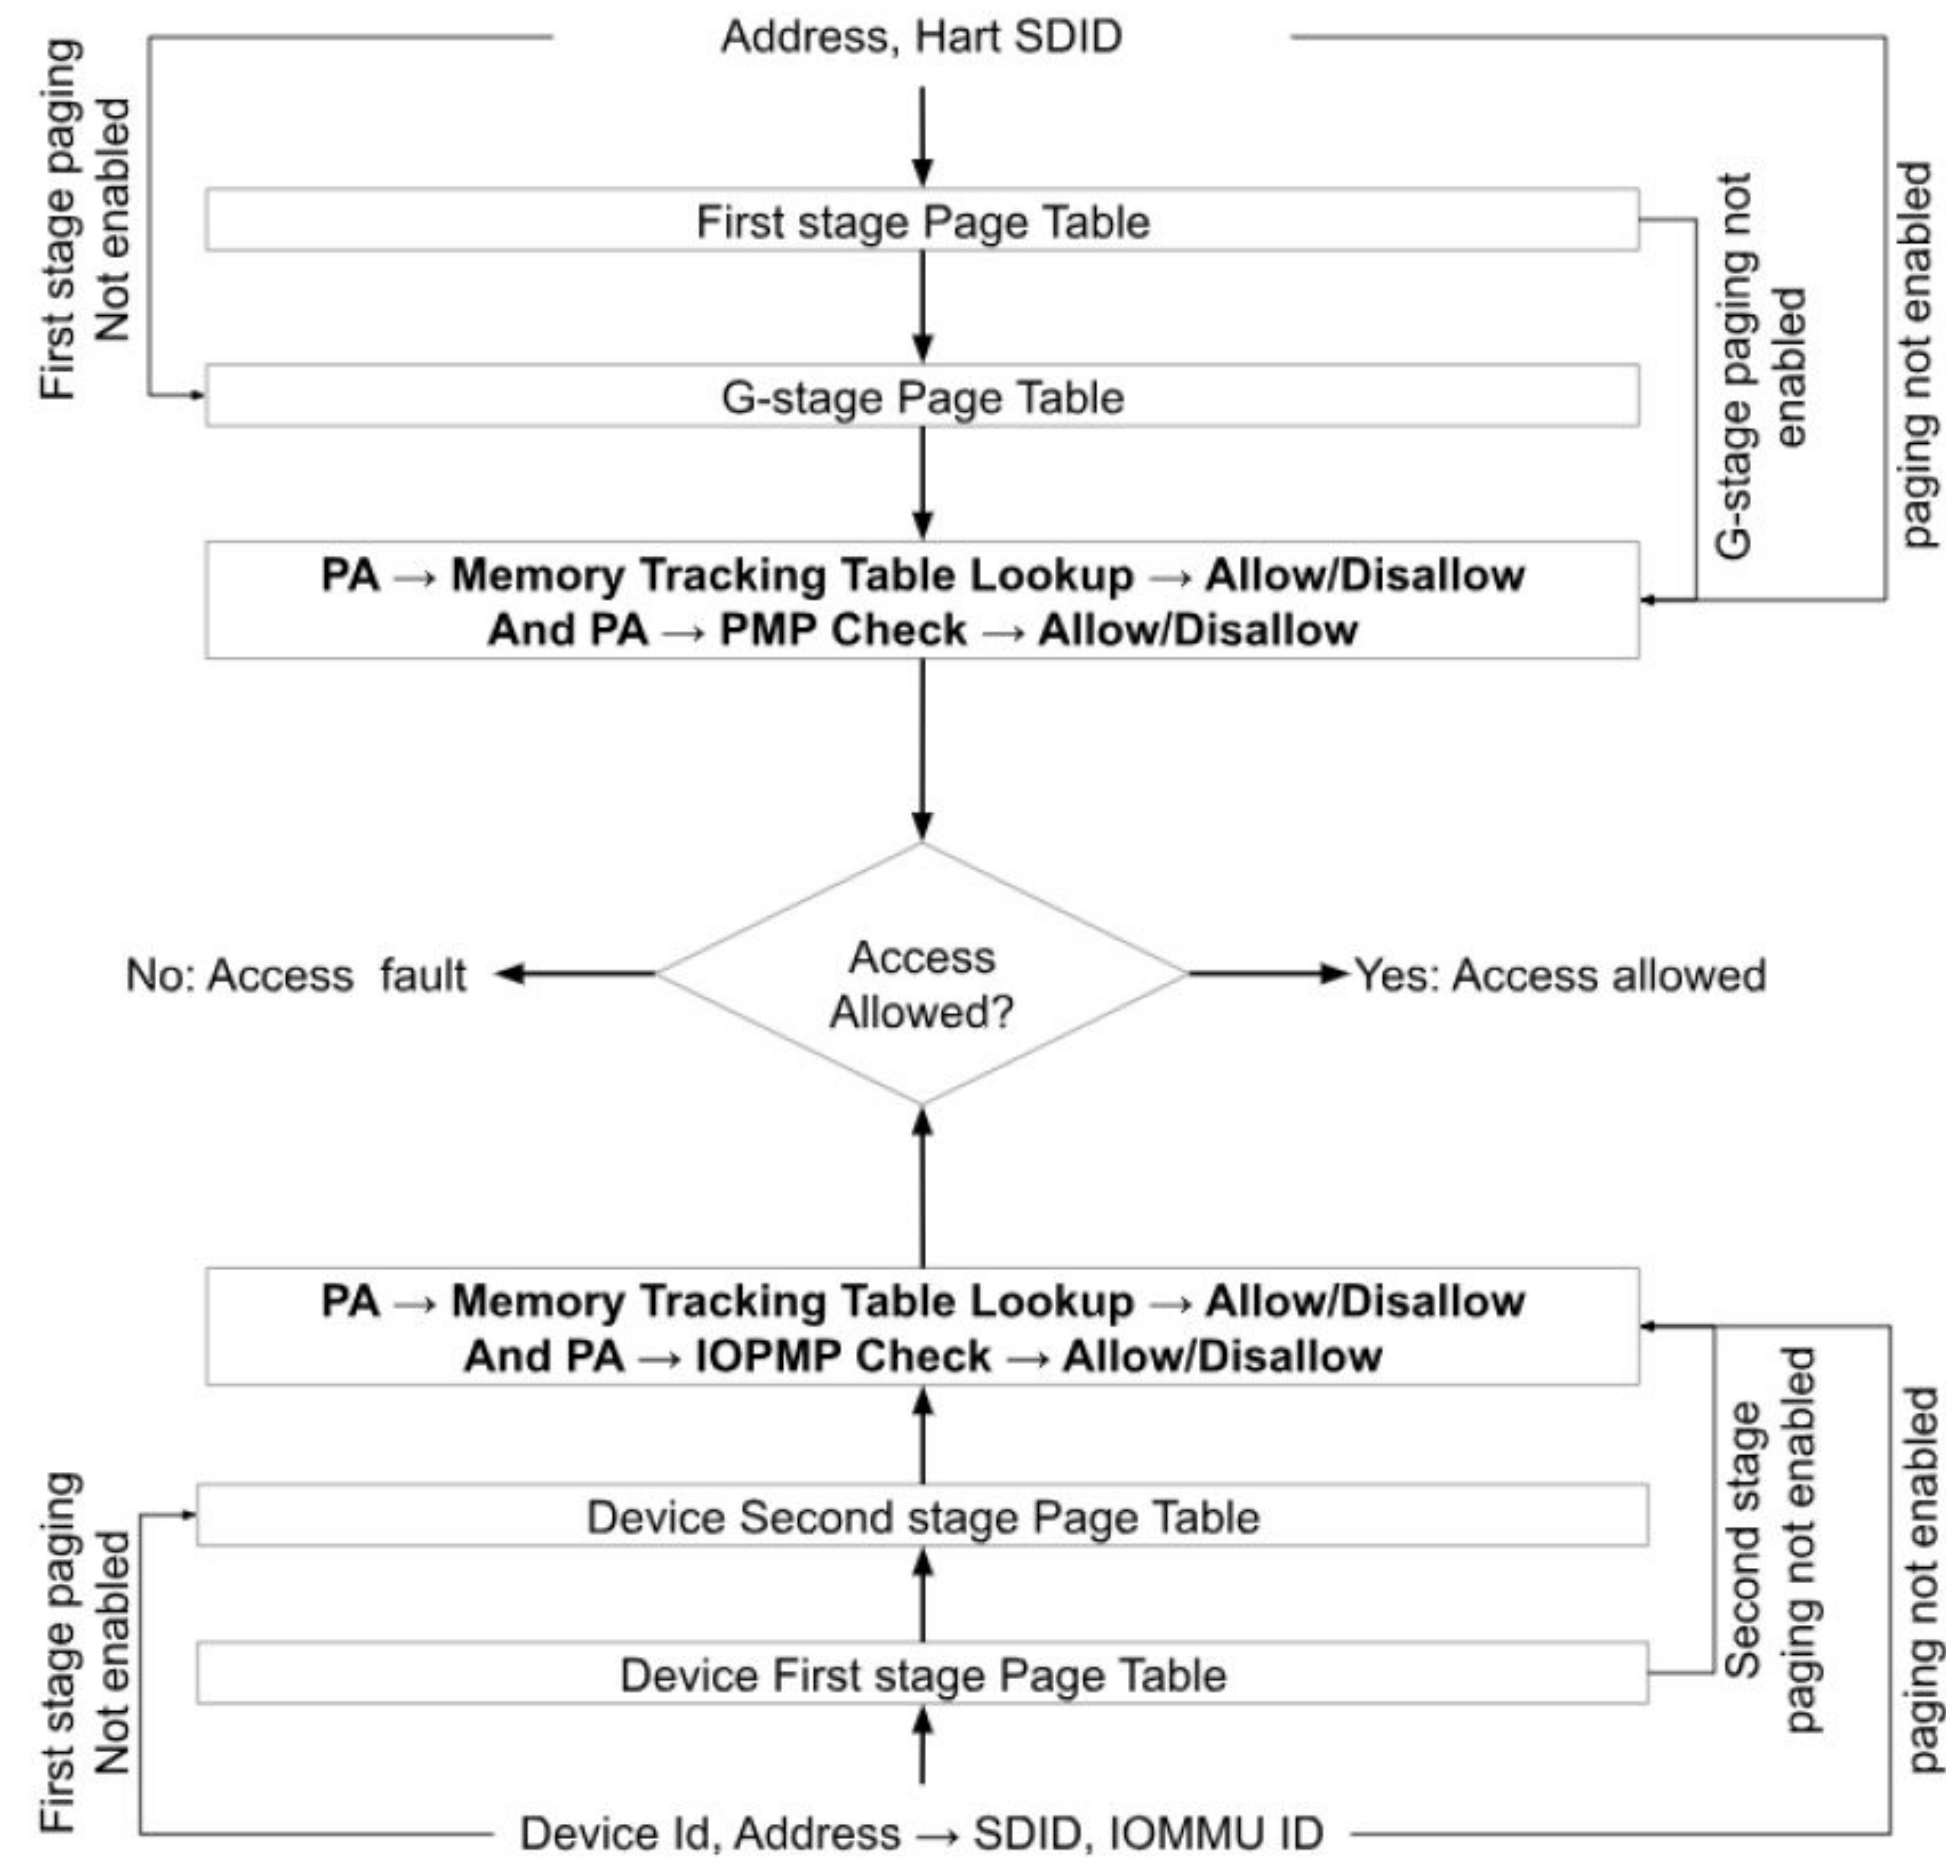 Address, Hart SDID
First stage paging
Not enabled
First stage Page Table
G-stage paging not
enabled
paging not enabled
G-stage Page Table
PA → Memory Tracking Table Lookup → Allow/Disallow
And PA → PMP Check → Allow/Disallow
Access
Allowed?
No: Access fault
Yes: Access allowed
PA → Memory Tracking Table Lookup → Allow/Disallow
And PA → IOPMP Check → Allow/Disallow
Second stage
paging not enabled
paging not enabled
First stage paging
Not enabled
Device Second stage Page Table
Device First stage Page Table
Device Id, Address → SDID, IOMMU ID